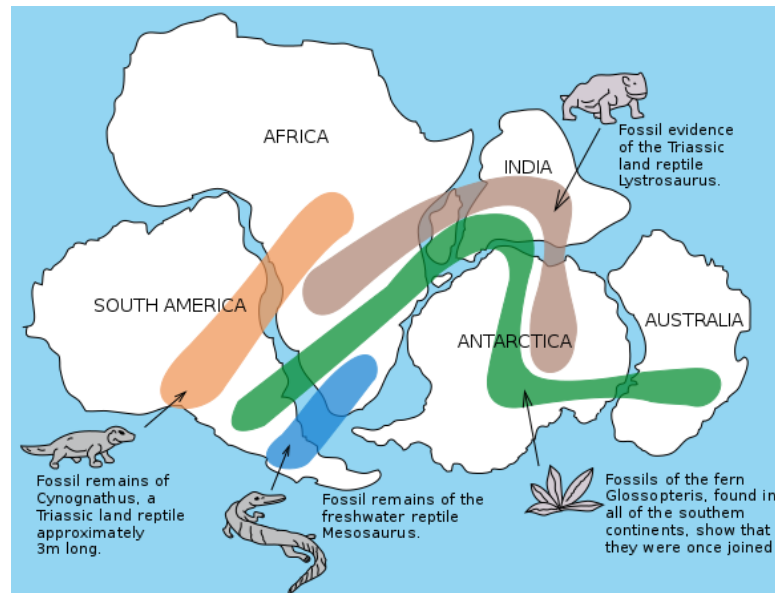 AFRICA
INDIA
Fossil evidence
of the Triassic
land reptile
Lystrosaurus.
SOUTH AMERICA
ANTARCTICA
AUSTRALIA
Fossil remains of
Cynognathus, a
Triassic land reptile
approximately
3m long.
Fossil remains of the
freshwater reptile
Mesosaurus.
Fossils of the fern
Glossopteris, found in
all of the southern
continents, show that
they were once joined